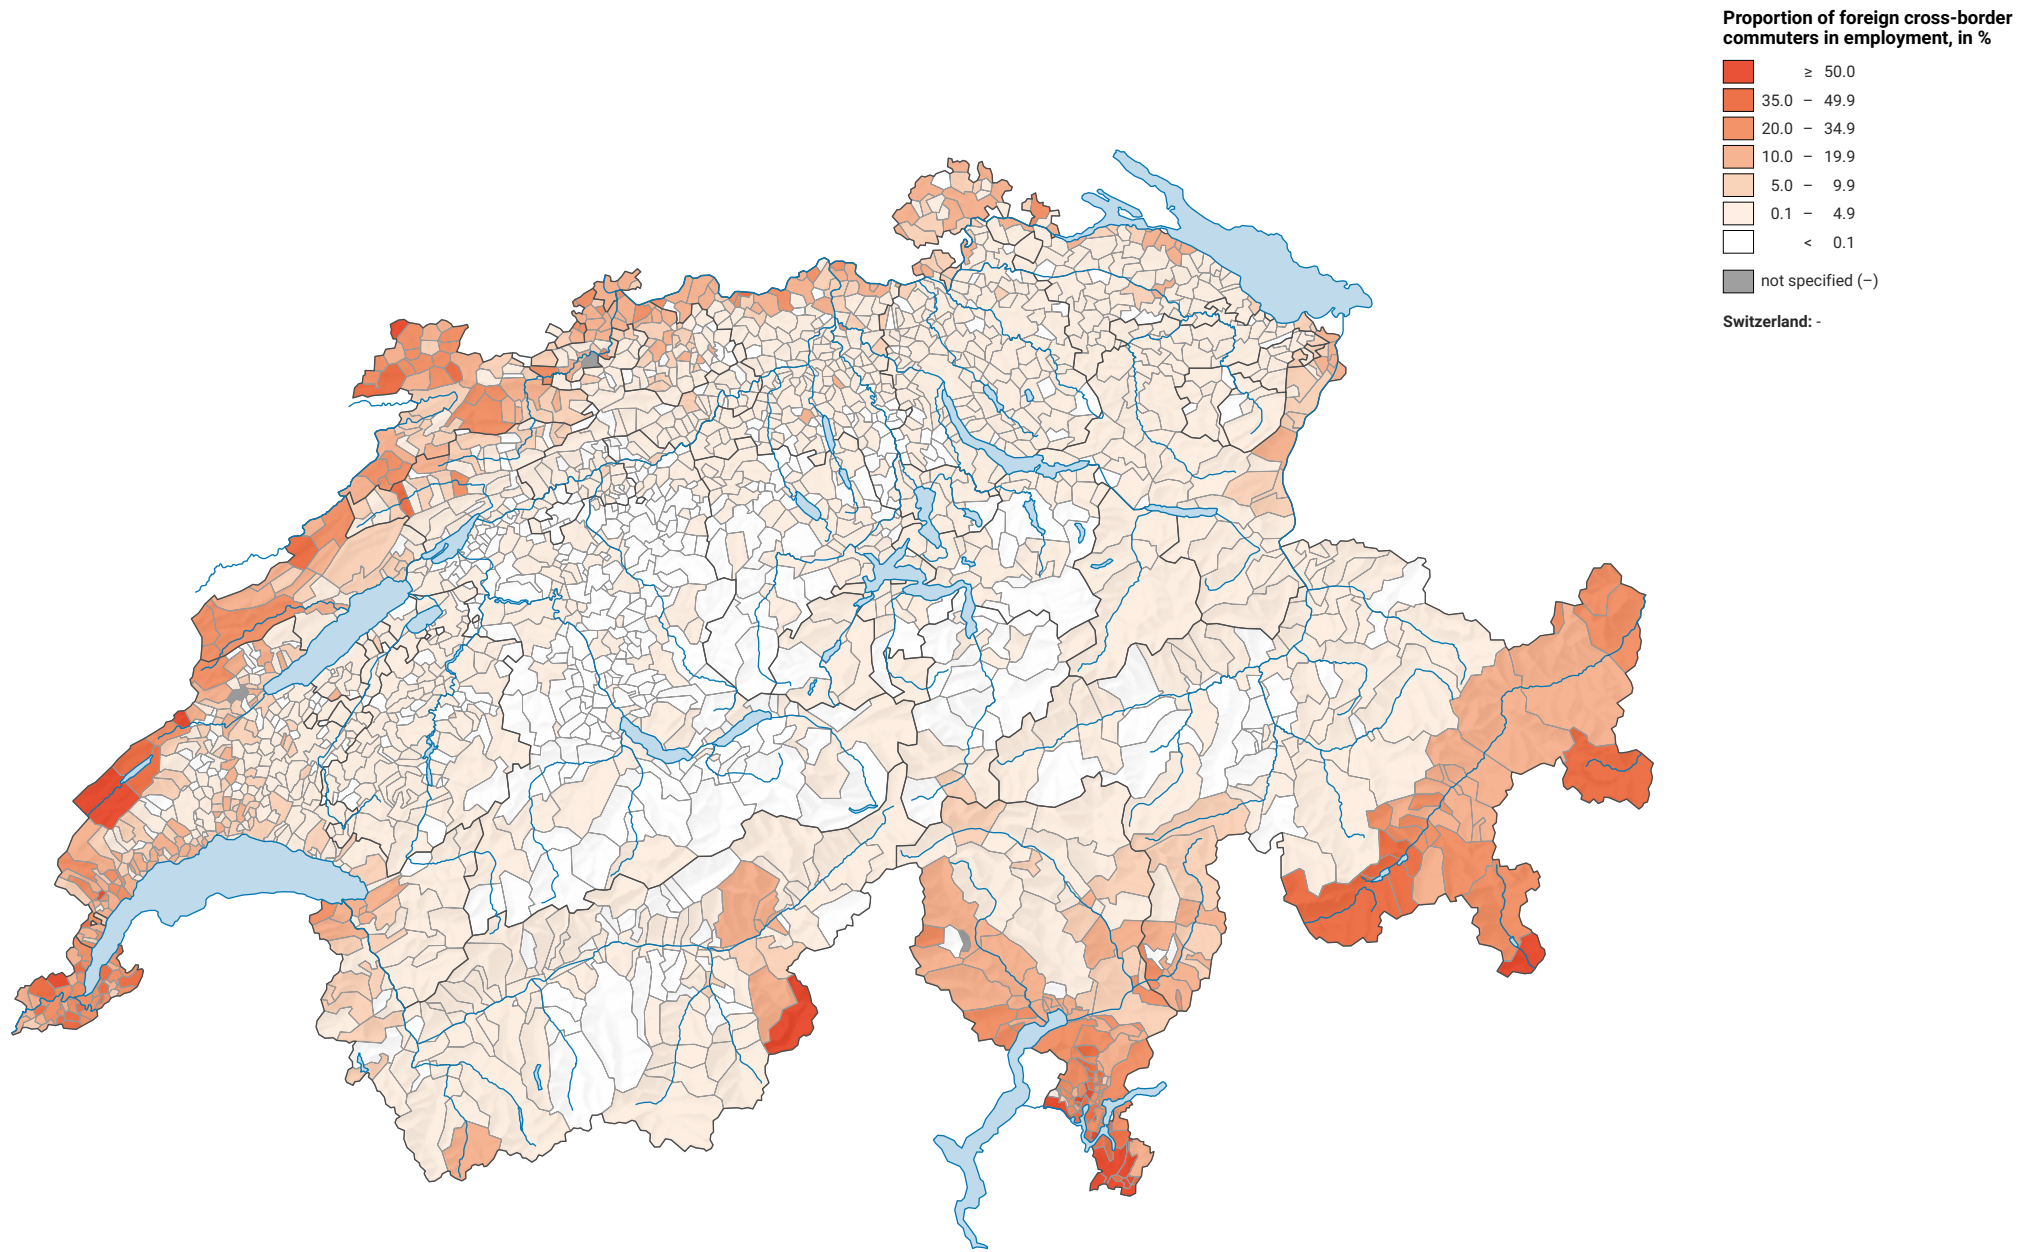 Proportion of foreign cross-border
commuters in employment, in %
≥ 50.0
35.0 – 49.9
20.0 – 34.9
10.0 – 19.9
5.0 – 9.9
0.1 – 4.9
< 0.1
not specified (–)
Switzerland: -